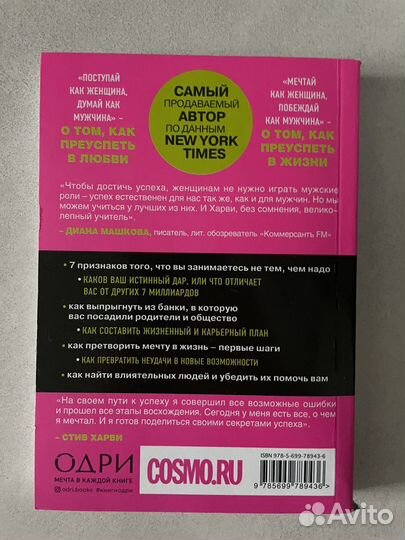 «ПОСТУПАЙ
КАК ЖЕНЩИНА,
ДУМАЙ КАК
МУЖЧИНА» –
О ТОМ, КАК
ПРЕУСПЕТЬ
В ЛЮБВИ
САМЫЙ
ПРОДАВАЕМЫЙ
АВТОР
ПО ДАННЫМ
NEW YORK
TIMES
«МЕЧТАЙ
КАК ЖЕНЩИНА,
ПОБЕЖДАЙ
КАК МУЖЧИНА» –
О ТОМ, КАК
ПРЕУСПЕТЬ
В ЖИЗНИ
«Чтобы достичь успеха, женщинам не нужно играть мужские
роли – успех естественен для нас так же, как и для мужчин. Но мы
можем учиться у лучших из них. И Харви, без сомнения, велико-
лепный учитель».
– ДИАНА МАШКОВА, писатель, лит. обозреватель «Коммерсантъ FM»
• 7 признаков того, что вы занимаетесь не тем, чем надо
• КАКОВ ВАШ ИСТИННЫЙ ДАР, ИЛИ ЧТО ОТЛИЧАЕТ
ВАС ОТ ДРУГИХ 7 МИЛЛИАРДОВ
• как выпрыгнуть из банки, в которую
вас посадили родители и общество
• КАК СОСТАВИТЬ ЖИЗНЕННЫЙ И КАРЬЕРНЫЙ ПЛАН
• как претворить мечту в жизнь – первые шаги
• КАК ПРЕВРАТИТЬ НЕУДАЧИ В НОВЫЕ ВОЗМОЖНОСТИ
• как найти влиятельных людей и убедить их помочь вам
«На своем пути к успеху я совершил все возможные ошибки
и прошел все этапы восхождения. Сегодня у меня есть все, о чем
я мечтал. И я готов поделиться своими секретами успеха».
– СТИВ ХАРВИ
ОДРИ
МЕЧТА В КАЖДОЙ КНИГЕ
odri.books #книгиодри
COSMO.RU
ISBN 978-5-699-78943-6
9 785699 789436 >
Avito